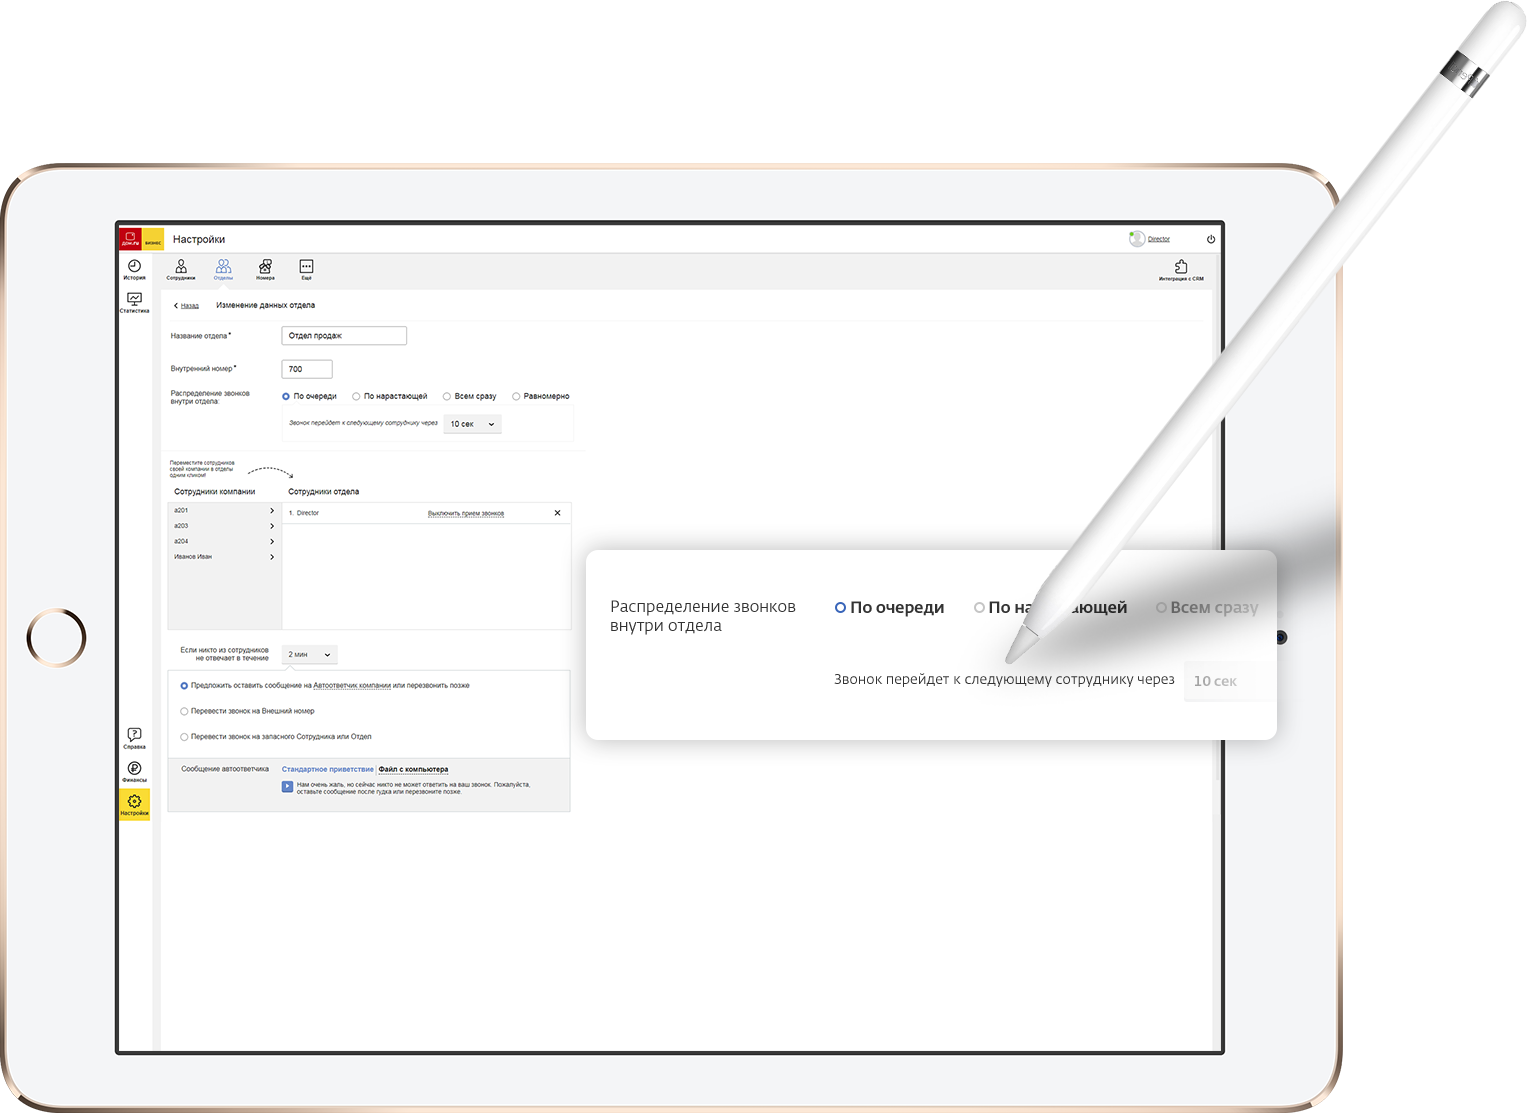 дом.ru бизнес
Настройки
Director
История
Статистика
Сотрудники
Отделы
Номера
Ещё
Интеграция с CRM
Назад
Изменение данных отдела
Название отдела*
Отдел продаж
Внутренний номер*
700
Распределение звонков
внутри отдела:
По очереди
По нарастающей
Всем сразу
Равномерно
Звонок перейдет к следующему сотруднику через
10 сек
Переместите сотрудников
своей компании в отделы
одним кликом!
Сотрудники компании
Сотрудники отдела
a201
a203
a204
Иванов Иван
1. Director
Выключить прием звонков
Распределение звонков
внутри отдела
По очереди
Всем сразу
Звонок перейдет к следующему сотруднику через
10 сек
Если никто из сотрудников
не отвечает в течение
2 мин
Предложить оставить сообщение на Автоответчик компании или перезвонить позже
Перевести звонок на Внешний номер
Перевести звонок на запасного Сотрудника или Отдел
Сообщение автоответчика
Стандартное приветствие | Файл с компьютера
Нам очень жаль, но сейчас никто не может ответить на ваш звонок. Пожалуйста,
оставьте сообщение после гудка или перезвоните позже.
Справка
Финансы
Настройки